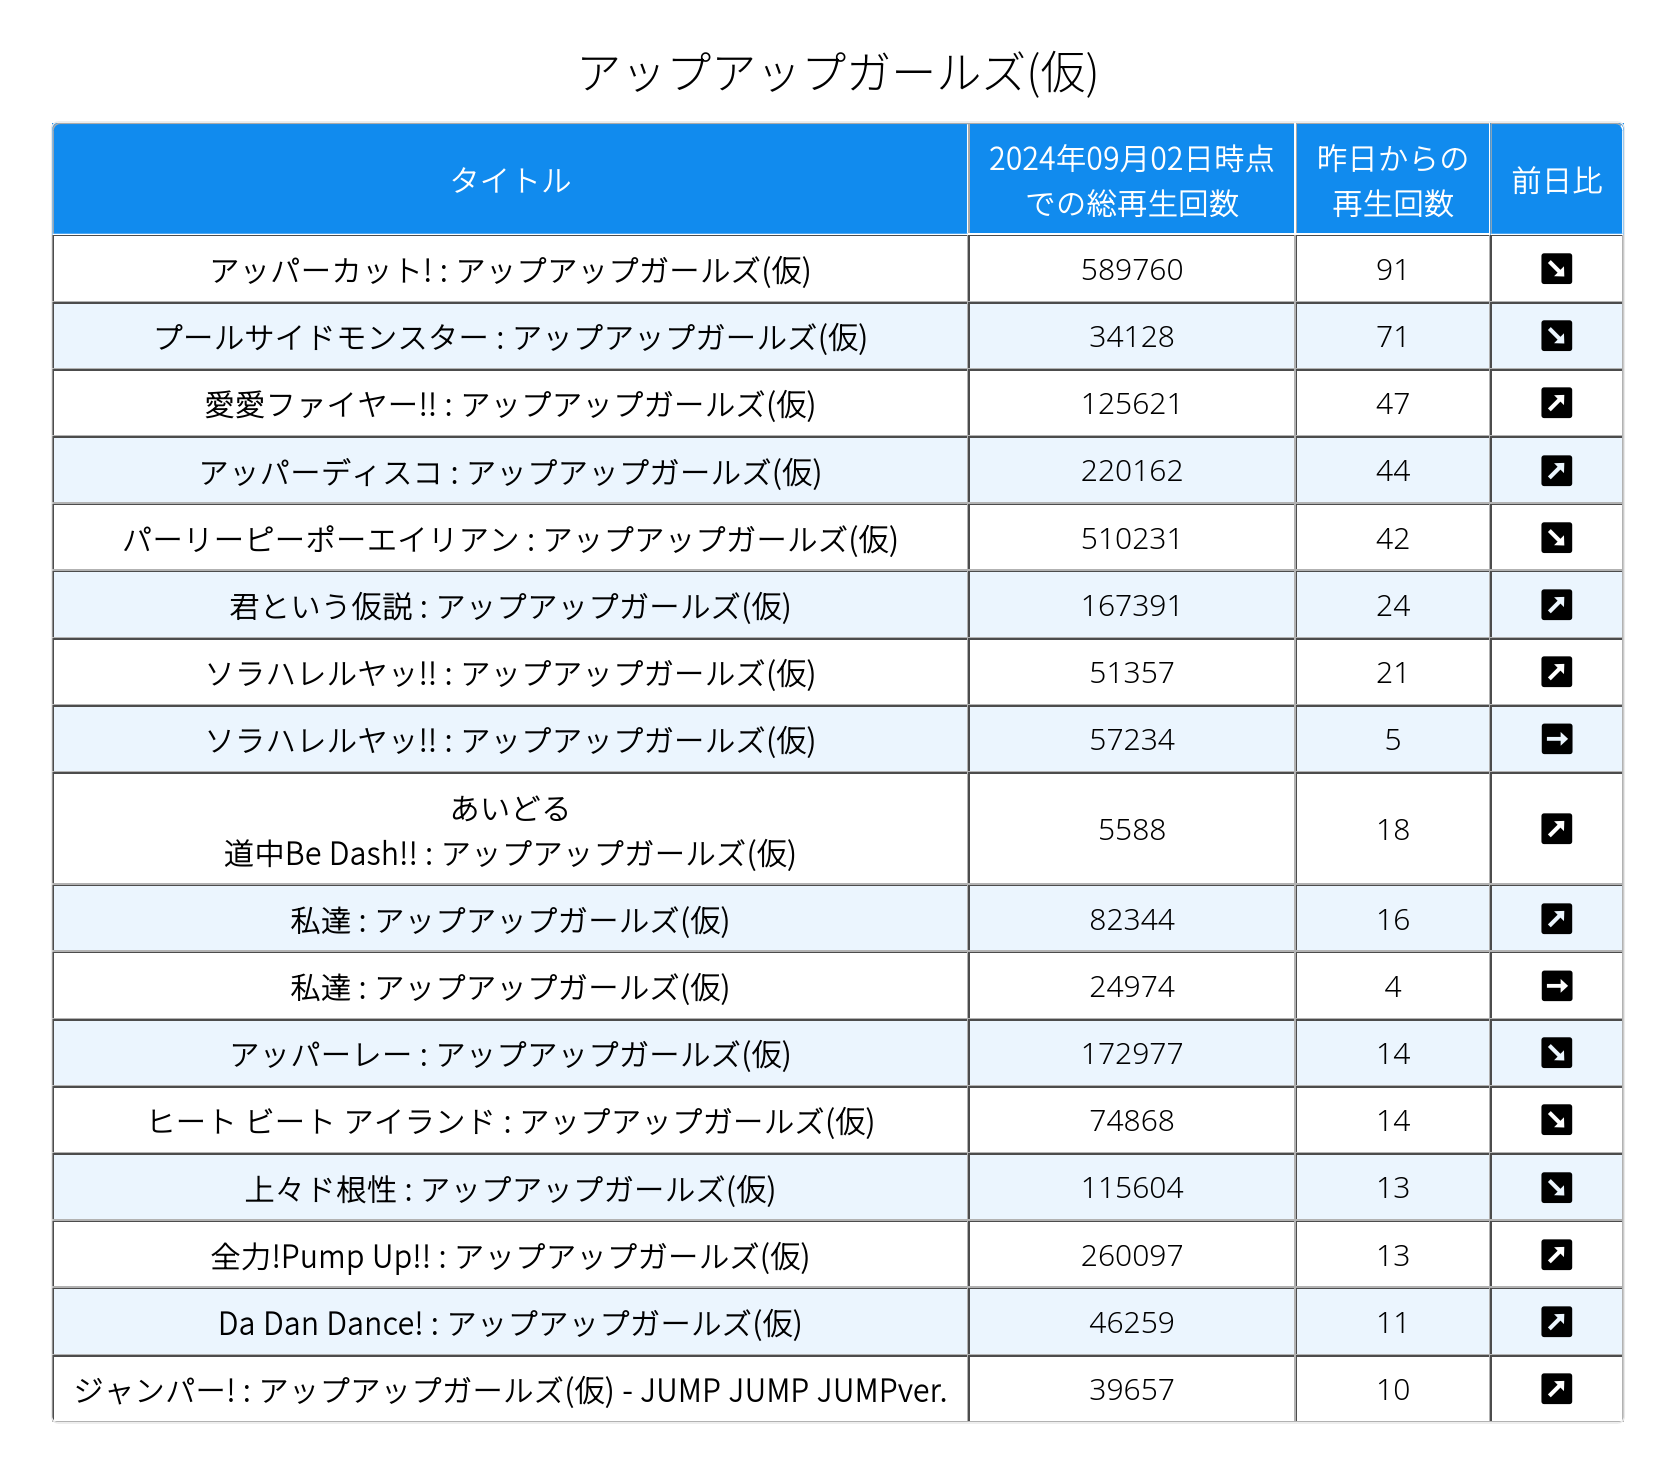 アップアップガールズ(仮)
タイトル 2024年09月02日時点での総再生回数 昨日からの再生回数 前日比
アッパーカット! : アップアップガールズ(仮) 589760 91 ↘
プールサイドモンスター : アップアップガールズ(仮) 34128 71 ↘
愛愛ファイヤー!! : アップアップガールズ(仮) 125621 47 ↗
アッパーディスコ : アップアップガールズ(仮) 220162 44 ↗
パーリーピーポーエイリアン : アップアップガールズ(仮) 510231 42 ↘
君という仮説 : アップアップガールズ(仮) 167391 24 ↗
ソラハレルヤッ!! : アップアップガールズ(仮) 51357 21 ↗
ソラハレルヤッ!! : アップアップガールズ(仮) 57234 5 →
あいどる
道中Be Dash!! : アップアップガールズ(仮) 5588 18 ↗
私達 : アップアップガールズ(仮) 82344 16 ↗
私達 : アップアップガールズ(仮) 24974 4 →
アッパーレー : アップアップガールズ(仮) 172977 14 ↘
ヒート ビート アイランド : アップアップガールズ(仮) 74868 14 ↘
上々ド根性 : アップアップガールズ(仮) 115604 13 ↘
全力!Pump Up!! : アップアップガールズ(仮) 260097 13 ↗
Da Dan Dance! : アップアップガールズ(仮) 46259 11 ↗
ジャンパー! : アップアップガールズ(仮) - JUMP JUMP JUMPver. 39657 10 ↗